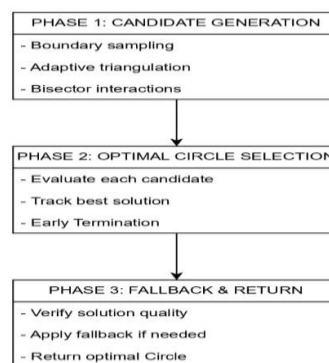 PHASE 1: CANDIDATE GENERATION
- Boundary sampling
- Adaptive triangulation
- Bisector interactions
PHASE 2: OPTIMAL CIRCLE SELECTION
- Evaluate each candidate
- Track best solution
- Early Termination
PHASE 3: FALLBACK & RETURN
- Verify solution quality
- Apply fallback if needed
- Return optimal Circle